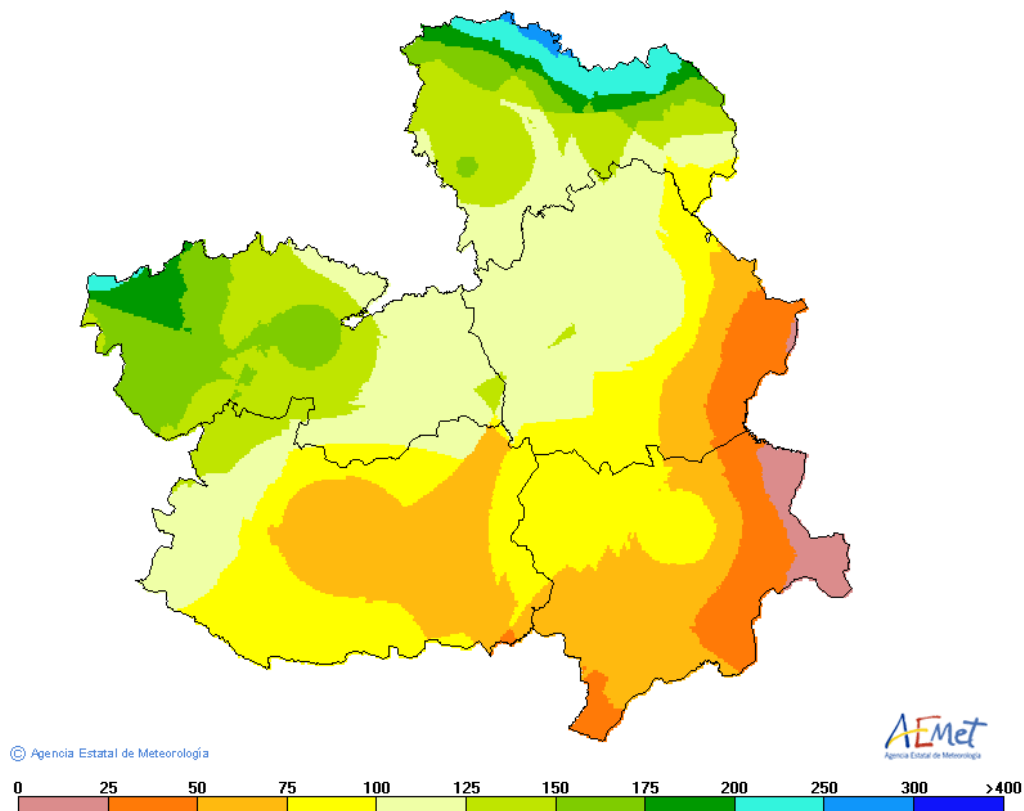 AEMet
Agencia Estatal de Meteorología
© Agencia Estatal de Meteorología
0 25 50 75 100 125 150 175 200 250 300 >400